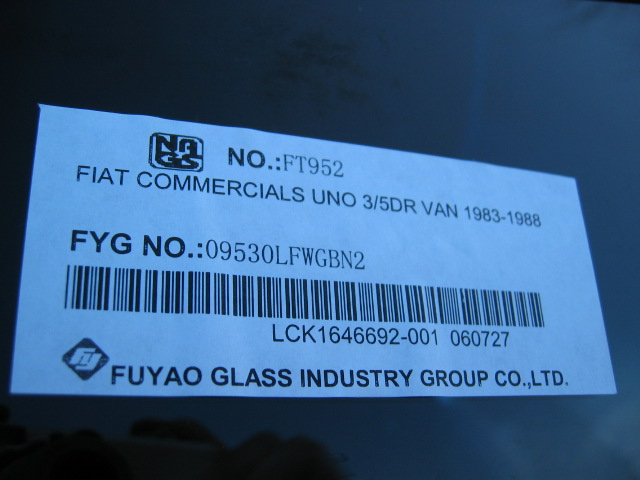 NAGS NO.:FT952
FIAT COMMERCIALS UNO 3/5DR VAN 1983-1988
FYG NO.:09530LFWGBN2
LCK1646692-001 060727
FUYAO GLASS INDUSTRY GROUP CO.,LTD.